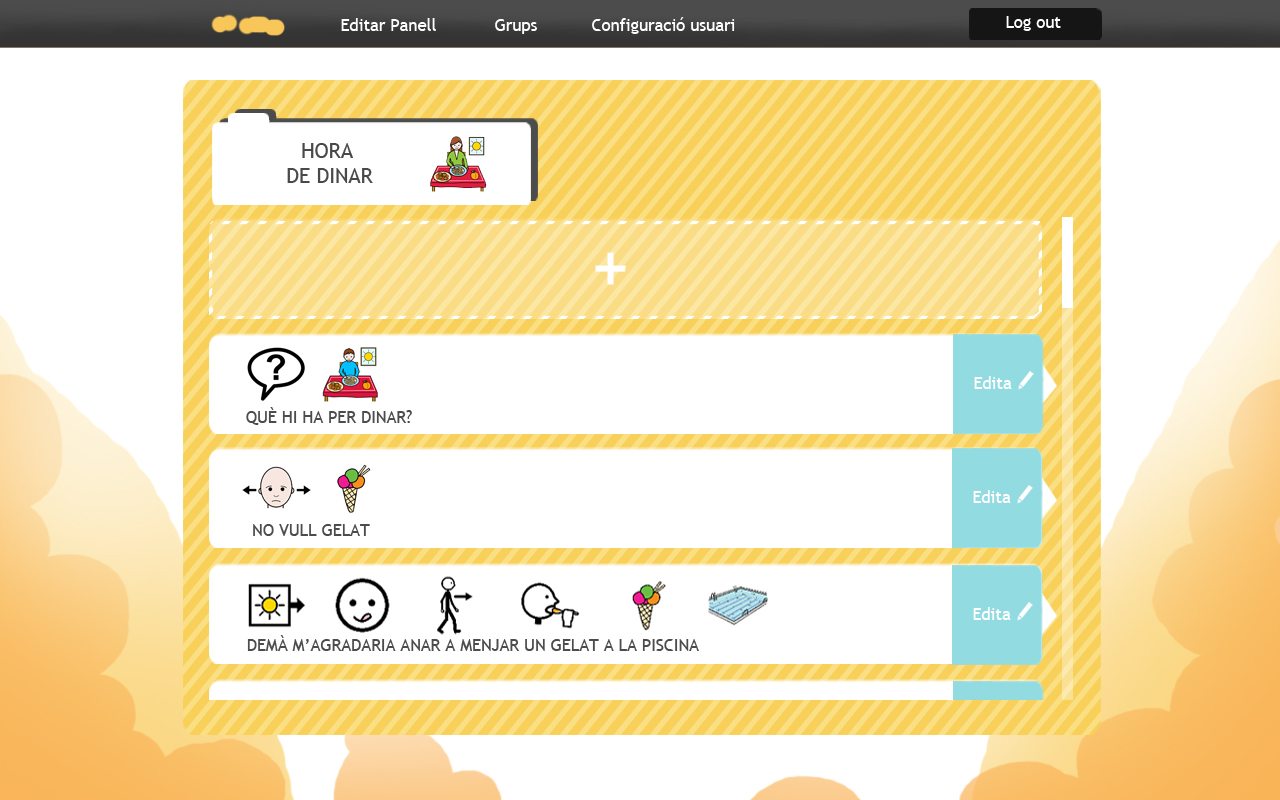 Editar Panell
Grups
Configuració usuari
Log out
HORA
DE DINAR
+
?
QUÈ HI HA PER DINAR?
Edita
NO VULL GELAT
Edita
DEMÀ M’AGRADARIA ANAR A MENJAR UN GELAT A LA PISCINA
Edita